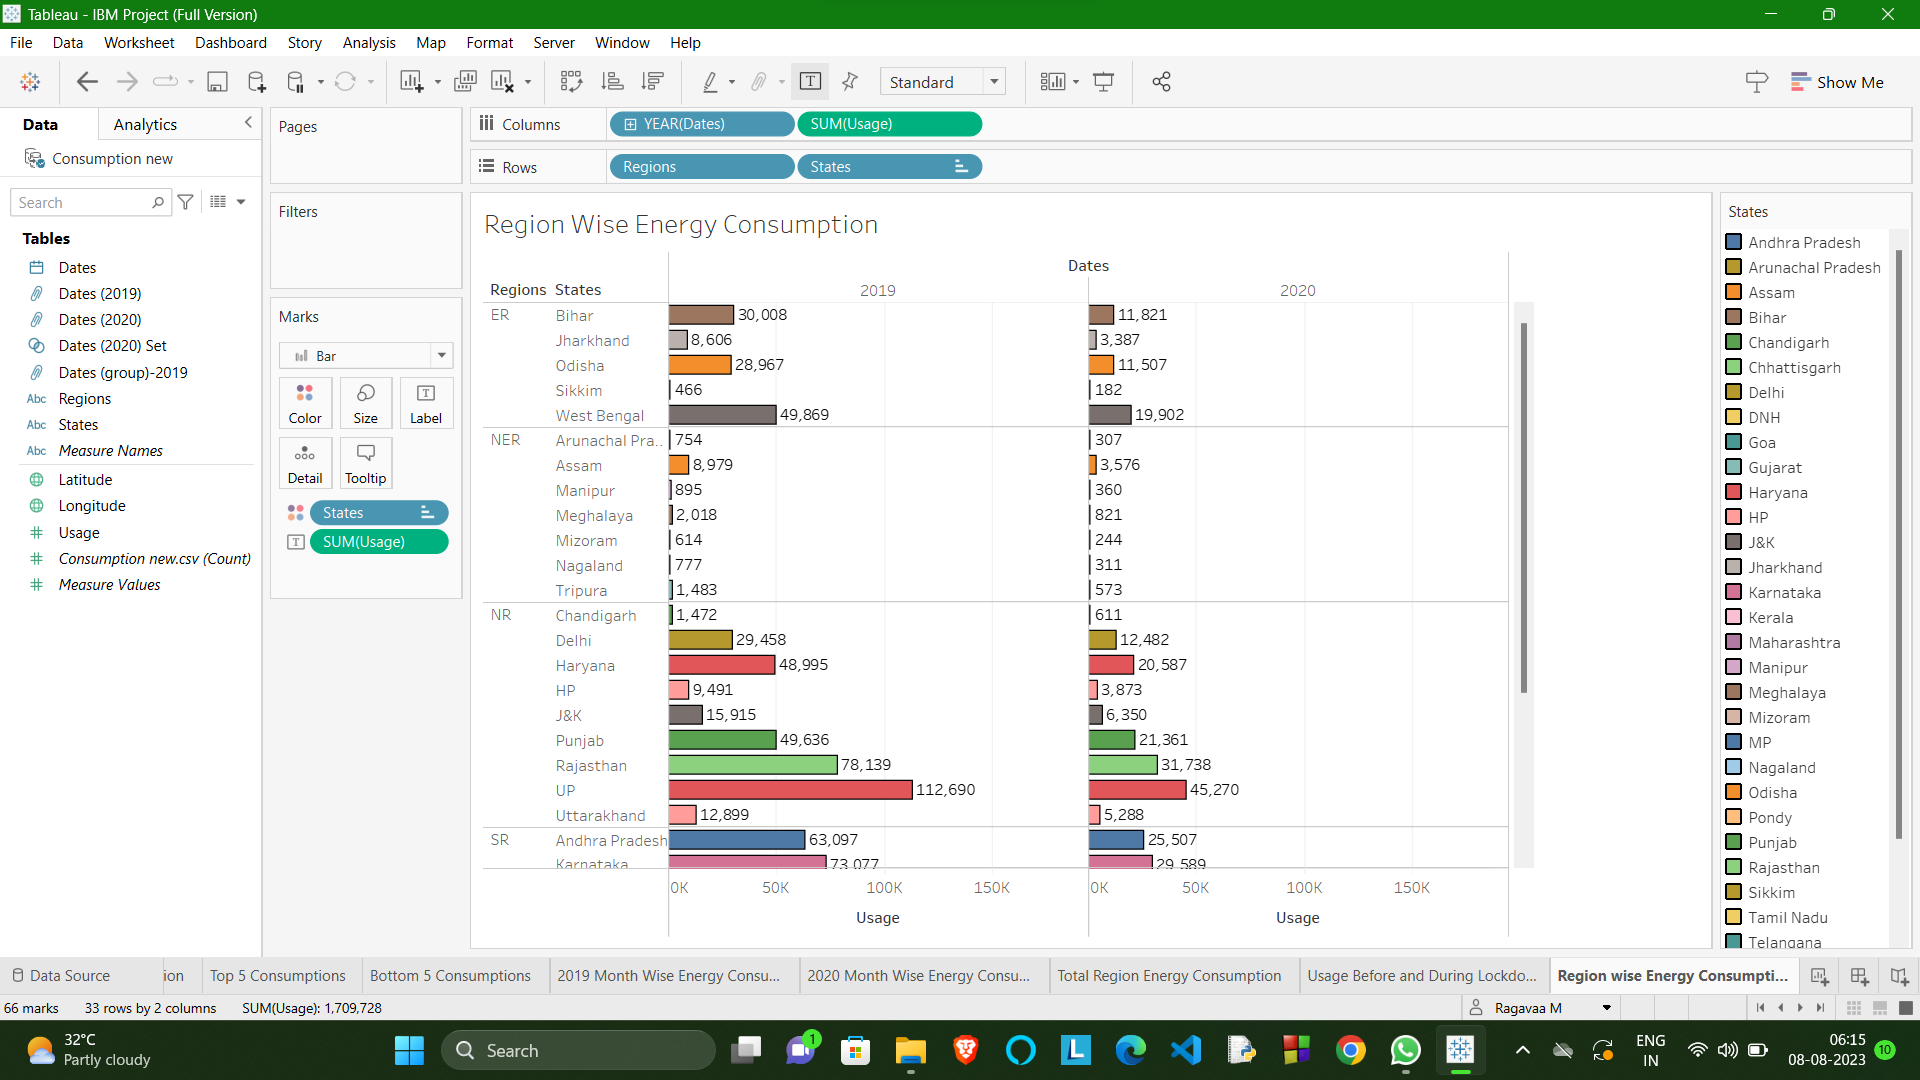 Tableau - IBM Project (Full Version)
File Data Worksheet Dashboard Story Analysis Map Format Server Window Help
Standard
Show Me
Data Analytics
Consumption new
Search
Tables
Dates
Dates (2019)
Dates (2020)
Dates (2020) Set
Dates (group)-2019
Abc Regions
Abc States
Abc Measure Names
Latitude
Longitude
Usage
Consumption new.csv (Count)
Measure Values
Pages
Filters
Marks
Bar
Color Size Label
Detail Tooltip
States
SUM(Usage)
Columns YEAR(Dates) SUM(Usage)
Rows Regions States
Region Wise Energy Consumption
Dates
Regions States 2019 2020
ER Bihar 30,008 11,821
Jharkhand 8,606 3,387
Odisha 28,967 11,507
Sikkim 466 182
West Bengal 49,869 19,902
NER Arunachal Pra.. 754 307
Assam 8,979 3,576
Manipur 895 360
Meghalaya 2,018 821
Mizoram 614 244
Nagaland 777 311
Tripura 1,483 573
NR Chandigarh 1,472 611
Delhi 29,458 12,482
Haryana 48,995 20,587
HP 9,491 3,873
J&K 15,915 6,350
Punjab 49,636 21,361
Rajasthan 78,139 31,738
UP 112,690 45,270
Uttarakhand 12,899 5,288
SR Andhra Pradesh 63,097 25,507
Karnataka 73,077 29,589
0K 50K 100K 150K 0K 50K 100K 150K
Usage Usage
States
Andhra Pradesh
Arunachal Pradesh
Assam
Bihar
Chandigarh
Chhattisgarh
Delhi
DNH
Goa
Gujarat
Haryana
HP
J&K
Jharkhand
Karnataka
Kerala
Maharashtra
Manipur
Meghalaya
Mizoram
MP
Nagaland
Odisha
Pondy
Punjab
Rajasthan
Sikkim
Tamil Nadu
Telangana
Data Source ion Top 5 Consumptions Bottom 5 Consumptions 2019 Month Wise Energy Consu... 2020 Month Wise Energy Consu... Total Region Energy Consumption Usage Before and During Lockdo... Region wise Energy Consumpti...
66 marks 33 rows by 2 columns SUM(Usage): 1,709,728 Ragavaa M
32°C
Partly cloudy
Search
1
L
ENG
IN
06:15
08-08-2023
10